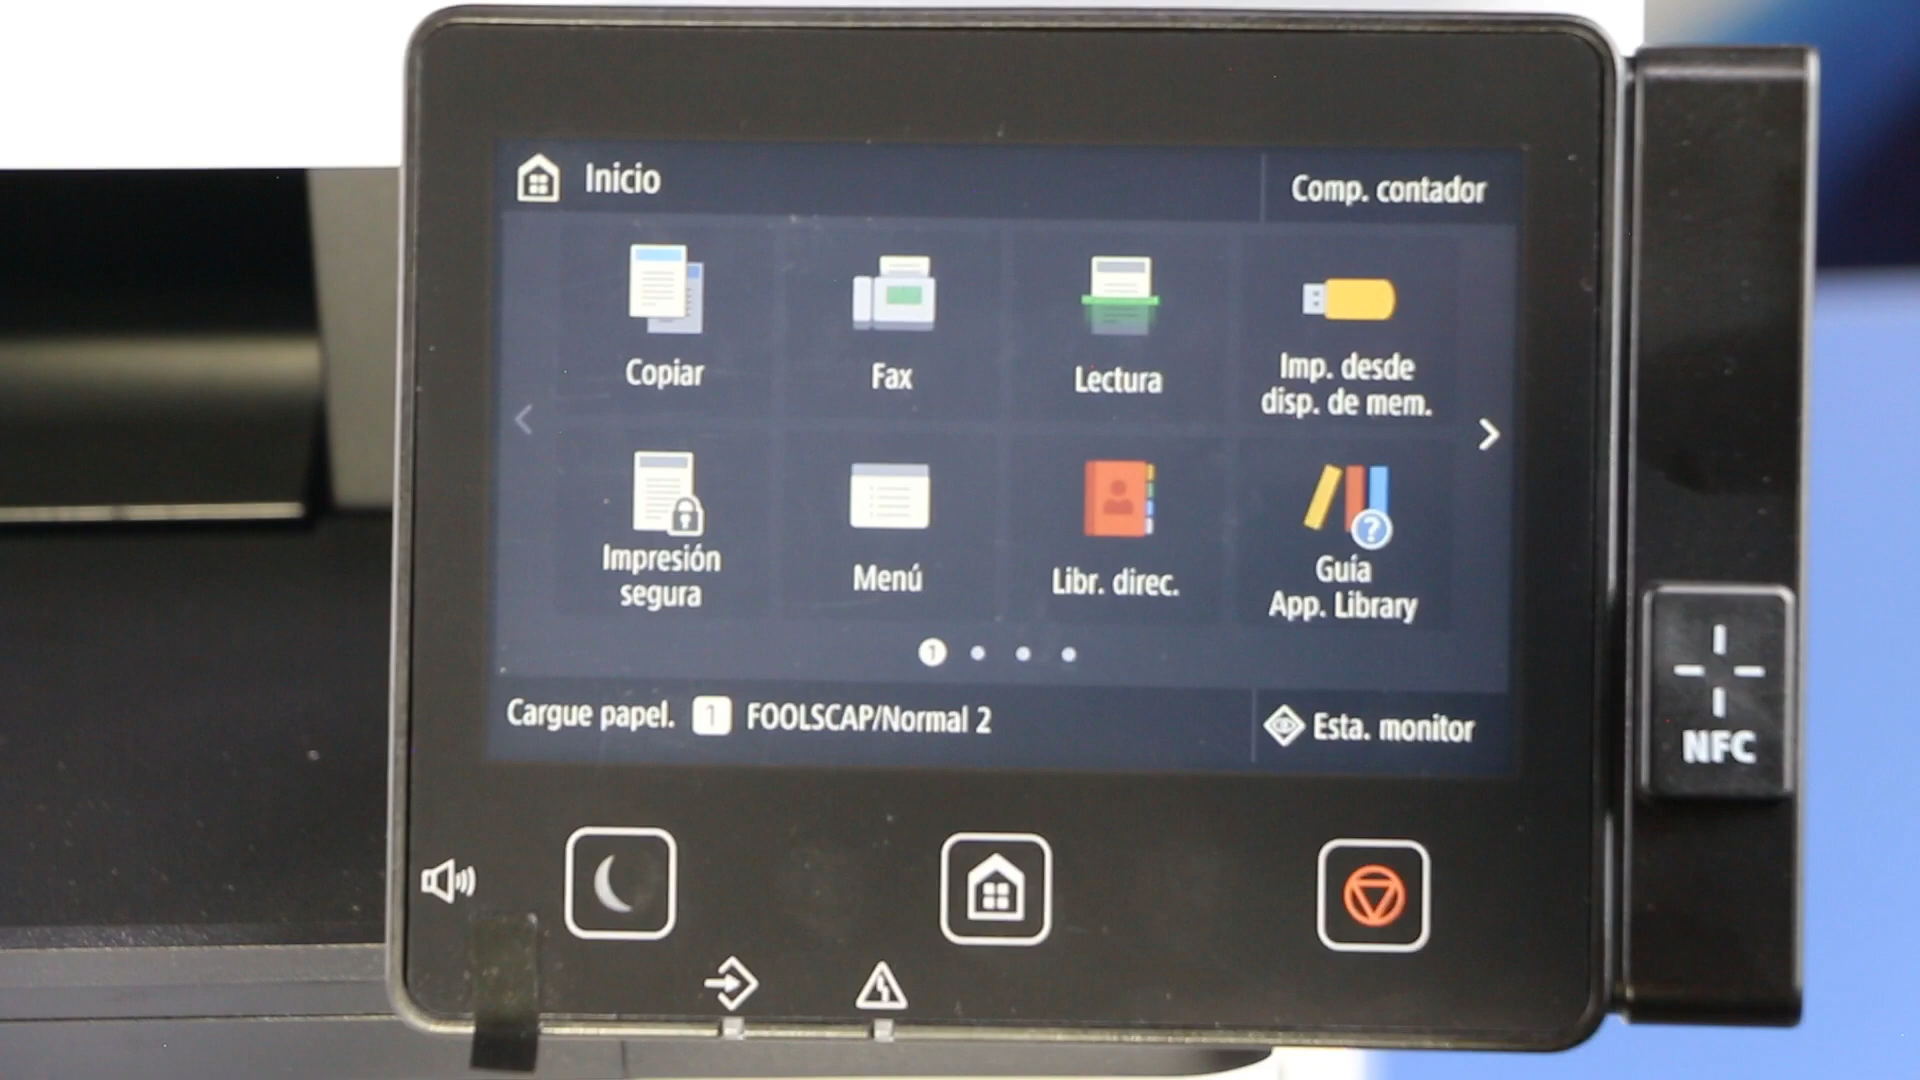 Inicio
Comp. contador
Copiar
Fax
Lectura
Imp. desde
disp. de mem.
Impresión
segura
Menú
Libr. direc.
Guía
App. Library
1
Cargue papel. 1 FOOLSCAP/Normal 2
Esta. monitor
NFC